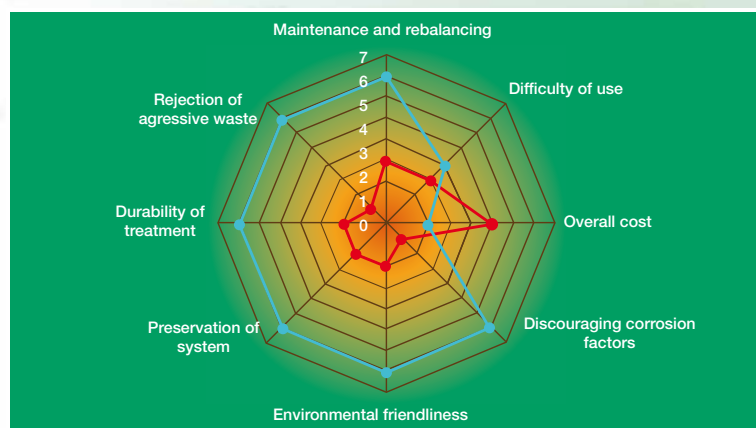 Maintenance and rebalancing
7
6
5
4
3
2
1
0
Difficulty of use
Overall cost
Discouraging corrosion
factors
Environmental friendliness
Preservation of
system
Durability of
treatment
Rejection of
agressive waste